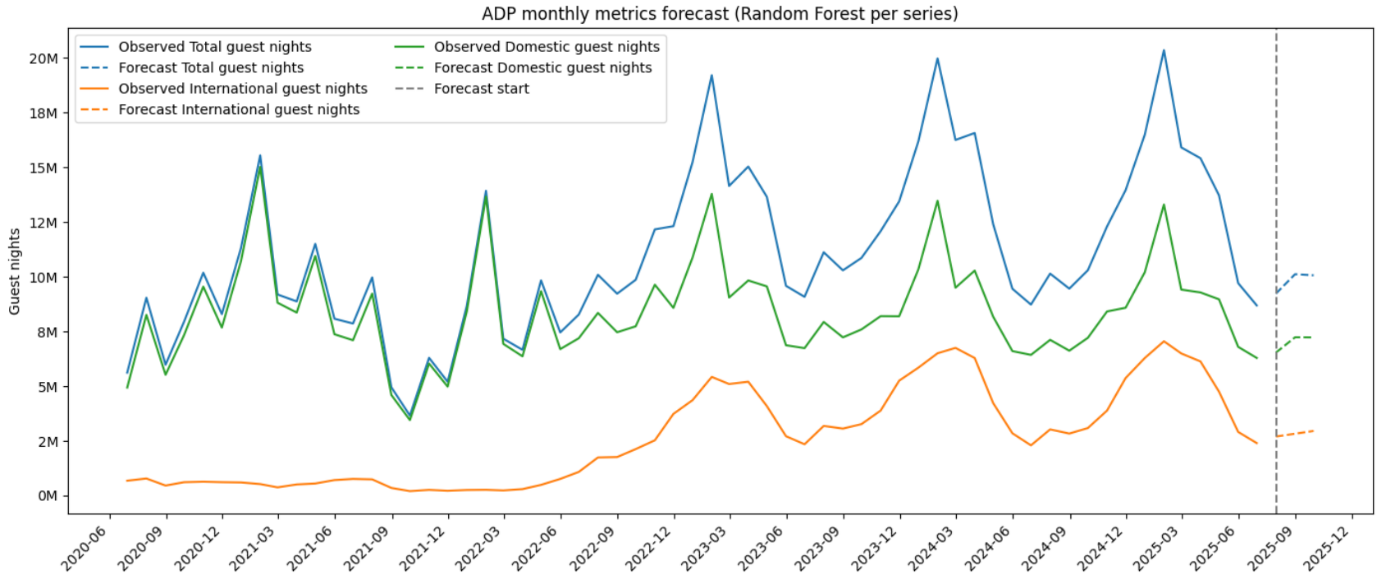 ADP monthly metrics forecast (Random Forest per series)
Observed Total guest nights
Forecast Total guest nights
Observed International guest nights
Forecast International guest nights
Observed Domestic guest nights
Forecast Domestic guest nights
Forecast start
Guest nights
20M
18M
15M
12M
10M
8M
5M
2M
0M
2020-06
2020-09
2020-12
2021-03
2021-06
2021-09
2021-12
2022-03
2022-06
2022-09
2022-12
2023-03
2023-06
2023-09
2023-12
2024-03
2024-06
2024-09
2024-12
2025-03
2025-06
2025-09
2025-12